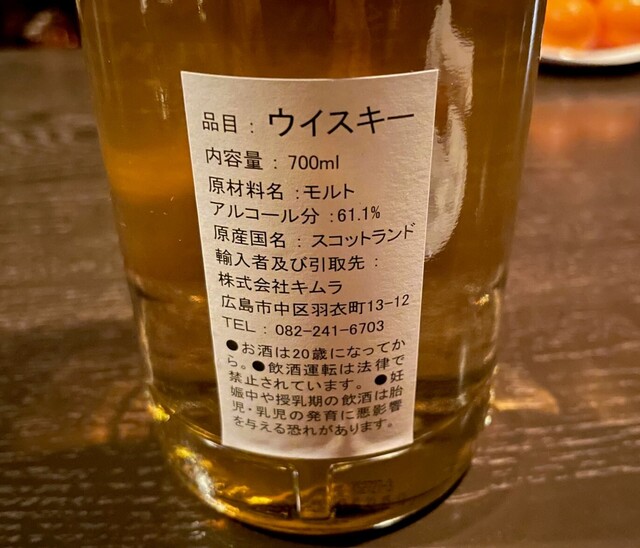 品目 : ウイスキー
内容量 : 700ml
原材料名 : モルト
アルコール分 : 61.1%
原産国名 : スコットランド
輸入者及び引取先 :
株式会社キムラ
広島市中区羽衣町13-12
TEL : 082-241-6703
●お酒は20歳になってか
ら。●飲酒運転は法律で
禁止されています。 ●妊
娠中や授乳期の飲酒は胎
児・乳児の発育に悪影響
を与える恐れがあります。